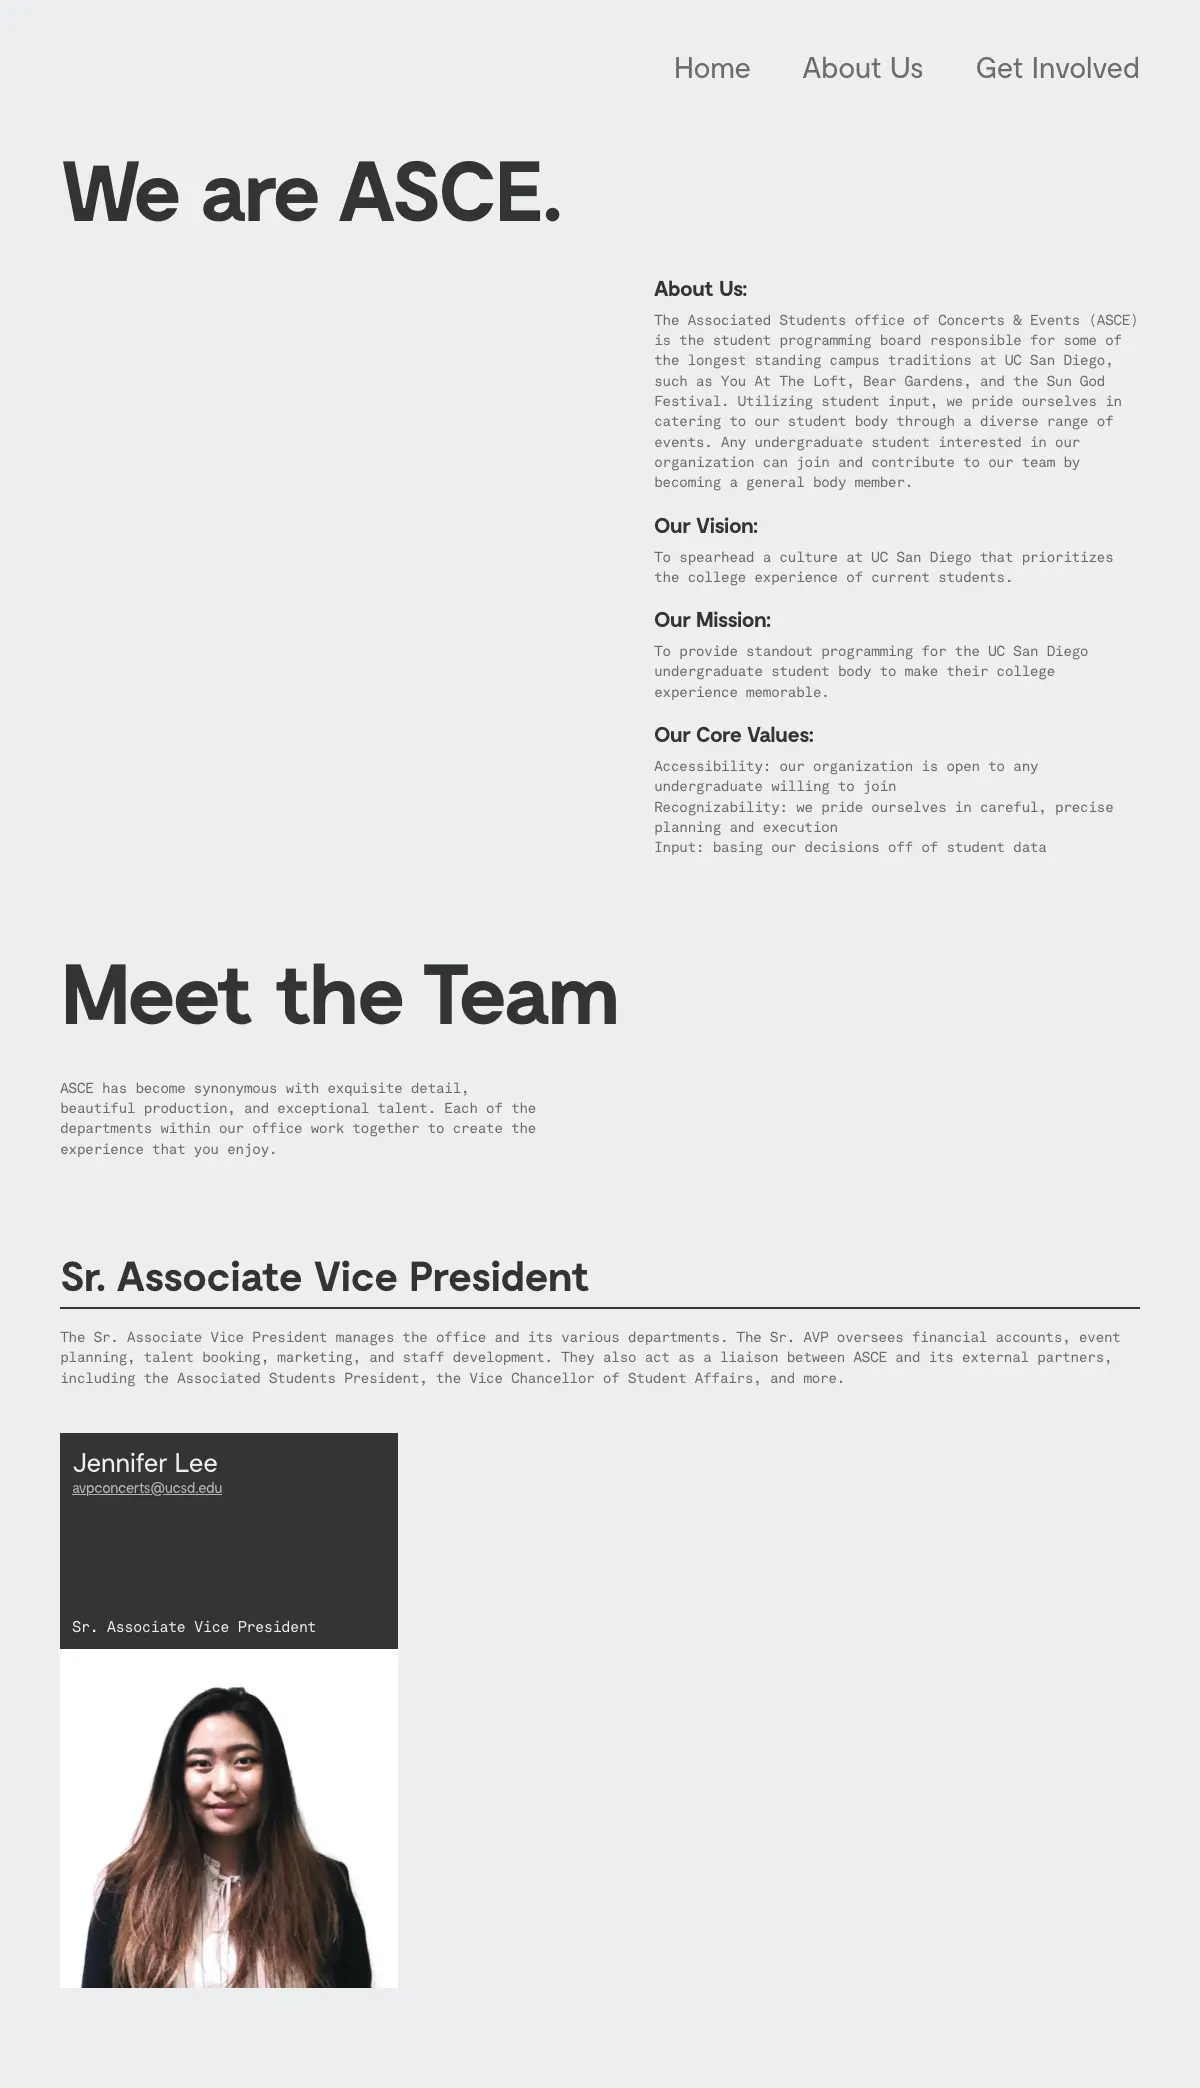 Home About Us Get Involved
We are ASCE.
About Us:
The Associated Students office of Concerts & Events (ASCE)
is the student programming board responsible for some of
the longest standing campus traditions at UC San Diego,
such as You At The Loft, Bear Gardens, and the Sun God
Festival. Utilizing student input, we pride ourselves in
catering to our student body through a diverse range of
events. Any undergraduate student interested in our
organization can join and contribute to our team by
becoming a general body member.
Our Vision:
To spearhead a culture at UC San Diego that prioritizes
the college experience of current students.
Our Mission:
To provide standout programming for the UC San Diego
undergraduate student body to make their college
experience memorable.
Our Core Values:
Accessibility: our organization is open to any
undergraduate willing to join
Recognizability: we pride ourselves in careful, precise
planning and execution
Input: basing our decisions off of student data
Meet the Team
ASCE has become synonymous with exquisite detail,
beautiful production, and exceptional talent. Each of the
departments within our office work together to create the
experience that you enjoy.
Sr. Associate Vice President
The Sr. Associate Vice President manages the office and its various departments. The Sr. AVP oversees financial accounts, event
planning, talent booking, marketing, and staff development. They also act as a liaison between ASCE and its external partners,
including the Associated Students President, the Vice Chancellor of Student Affairs, and more.
Jennifer Lee
avpconcerts@ucsd.edu
Sr. Associate Vice President